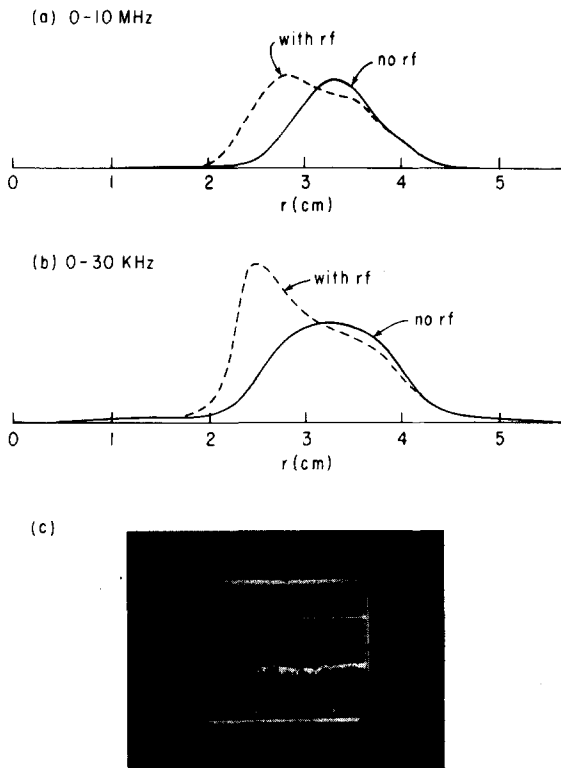 (a) 0-10 MHz
with rf
no rf
0 1 2 3 4 5
r (cm)
(b) 0-30 KHz
with rf
no rf
0 1 2 3 4 5
r (cm)
(c)